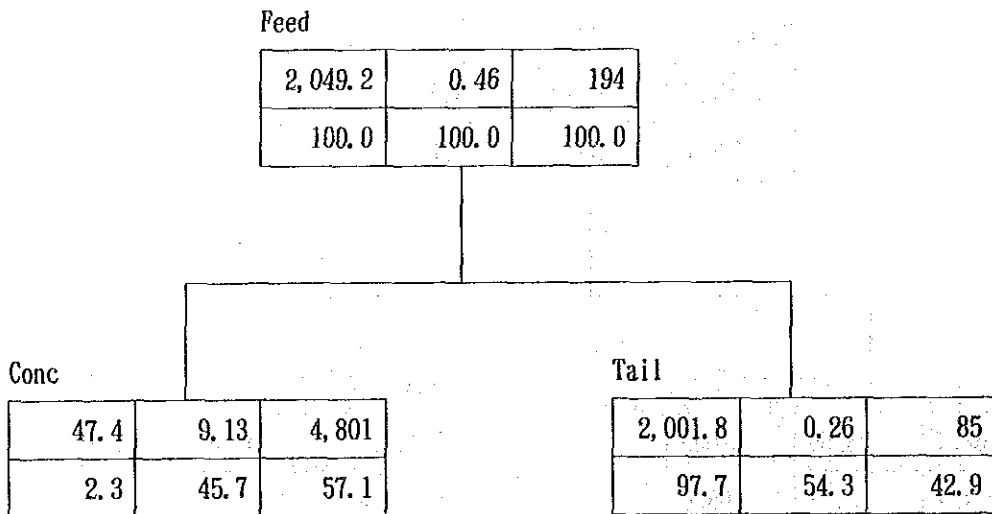 Feed
2,049.2 0.46 194
100.0 100.0 100.0
Conc
47.4 9.13 4,801
2.3 45.7 57.1
Tail
2,001.8 0.26 85
97.7 54.3 42.9